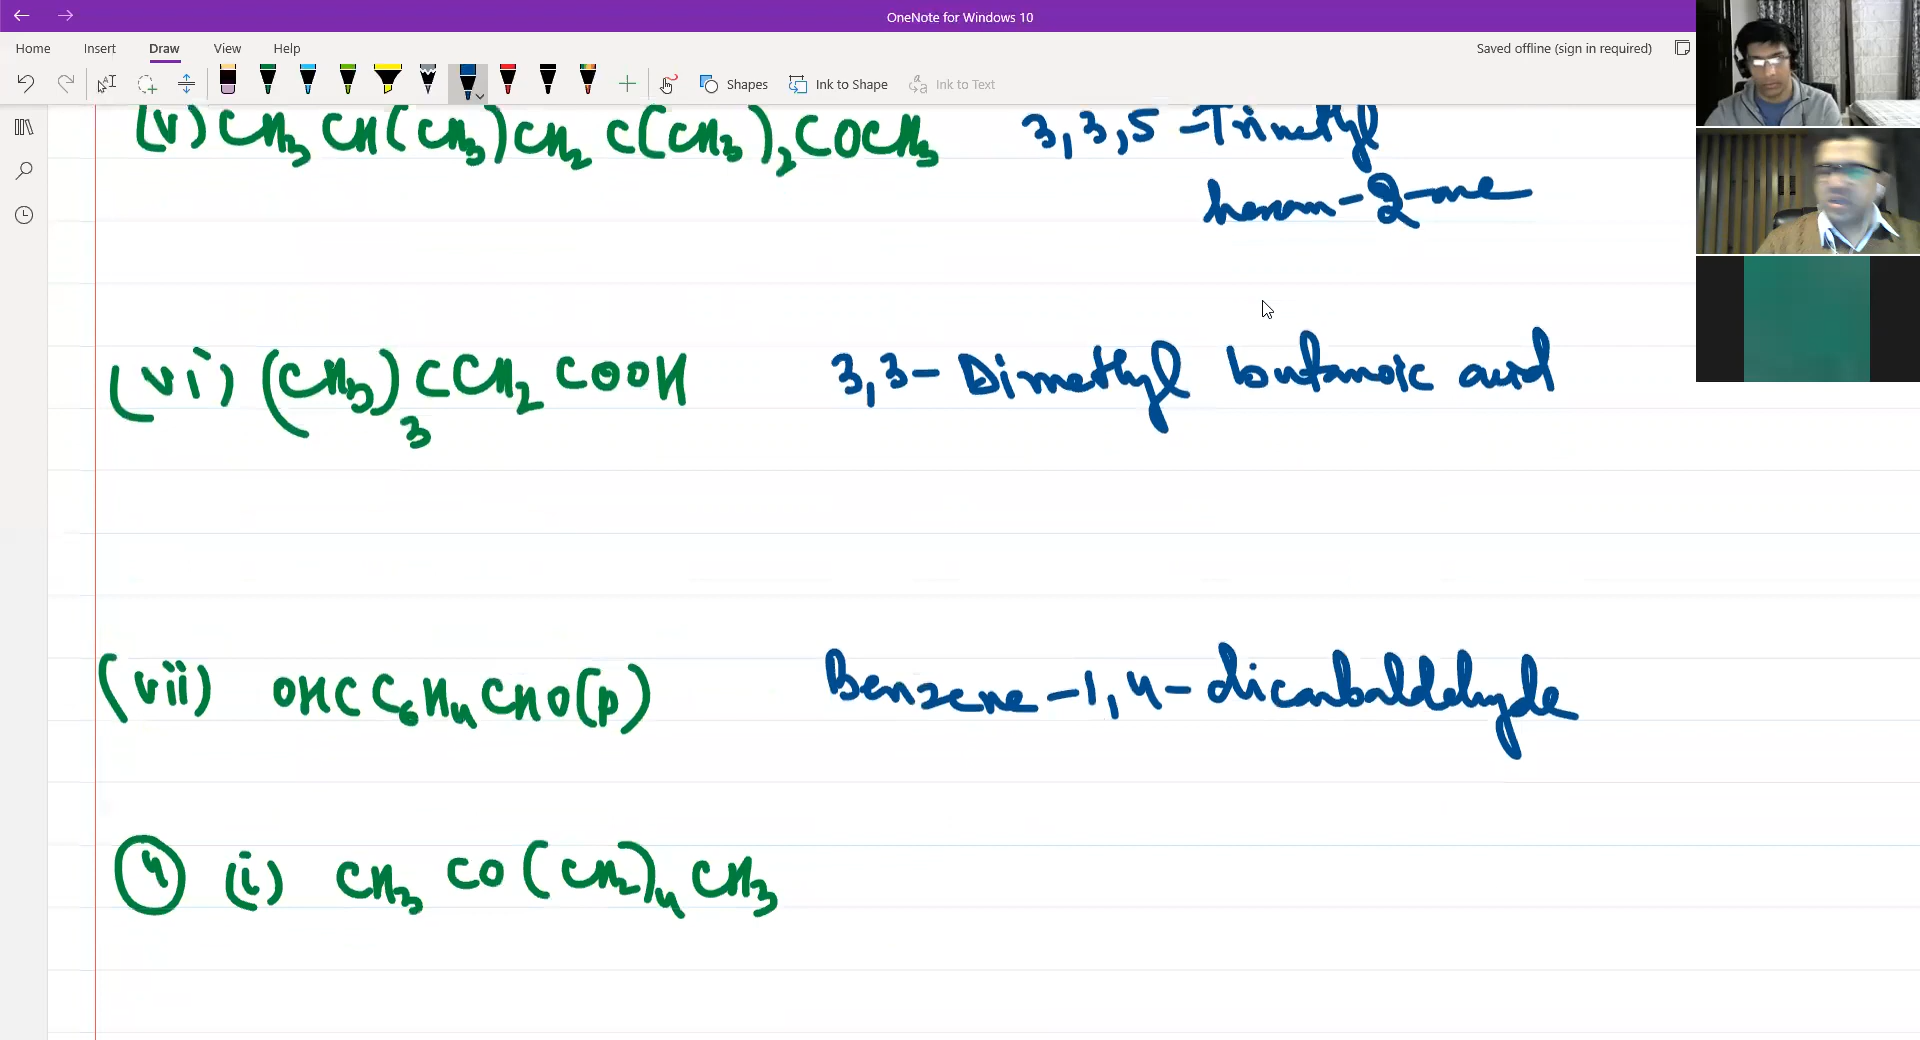 OneNote for Windows 10
Home Insert Draw View Help
Saved offline (sign in required)
Shapes Ink to Shape Ink to Text
(v) CH3 CH(CH3)CH2 C(CH3)2COCH3 3,3,5 -Trimethyl
hexan-2-one
(vi) (CH3)3 CCH2 COOH 3,3- Dimethyl butanoic acid
(vii) OHC C6H4 CHO(p) Benzene-1,4-dicarbaldehyde
4 (i) CH3 CO(CH2)4 CH3